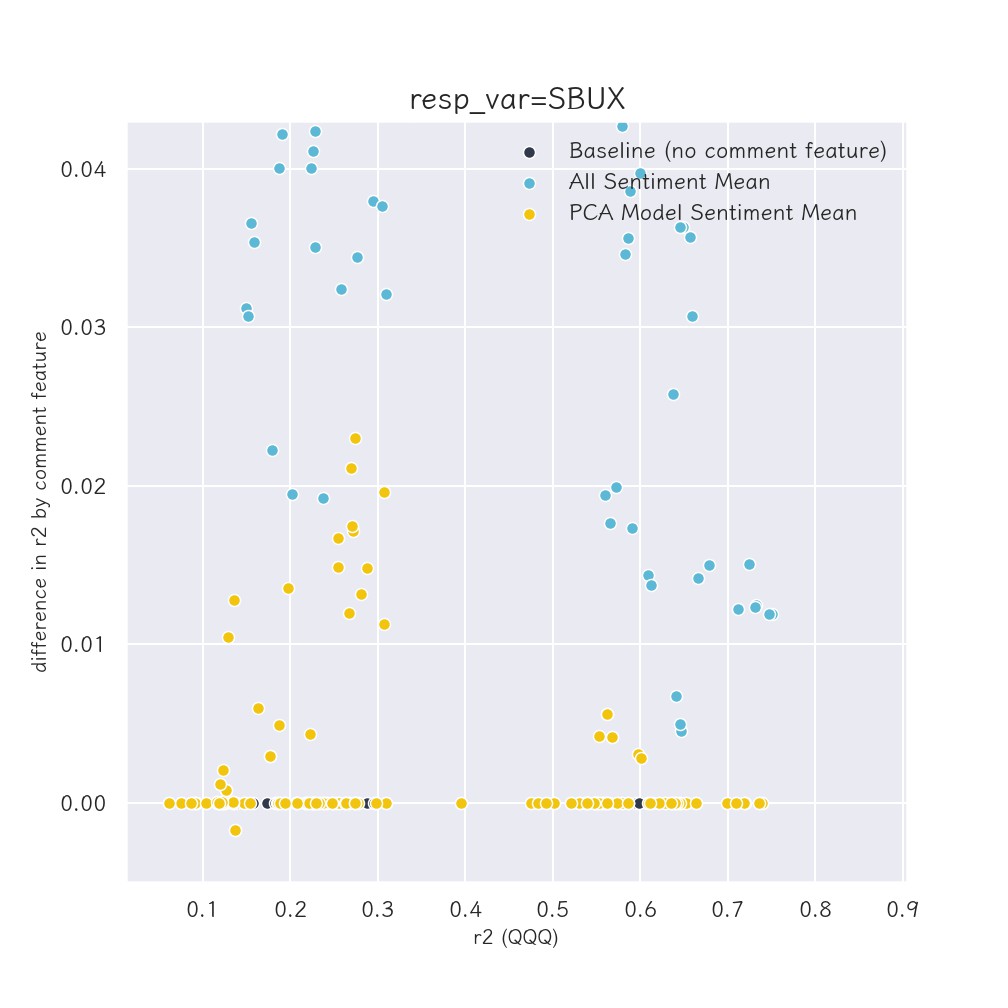 resp_var=SBUX
Baseline (no comment feature)
All Sentiment Mean
PCA Model Sentiment Mean
difference in r2 by comment feature
0.04
0.03
0.02
0.01
0.00
0.1 0.2 0.3 0.4 0.5 0.6 0.7 0.8 0.9
r2 (QQQ)